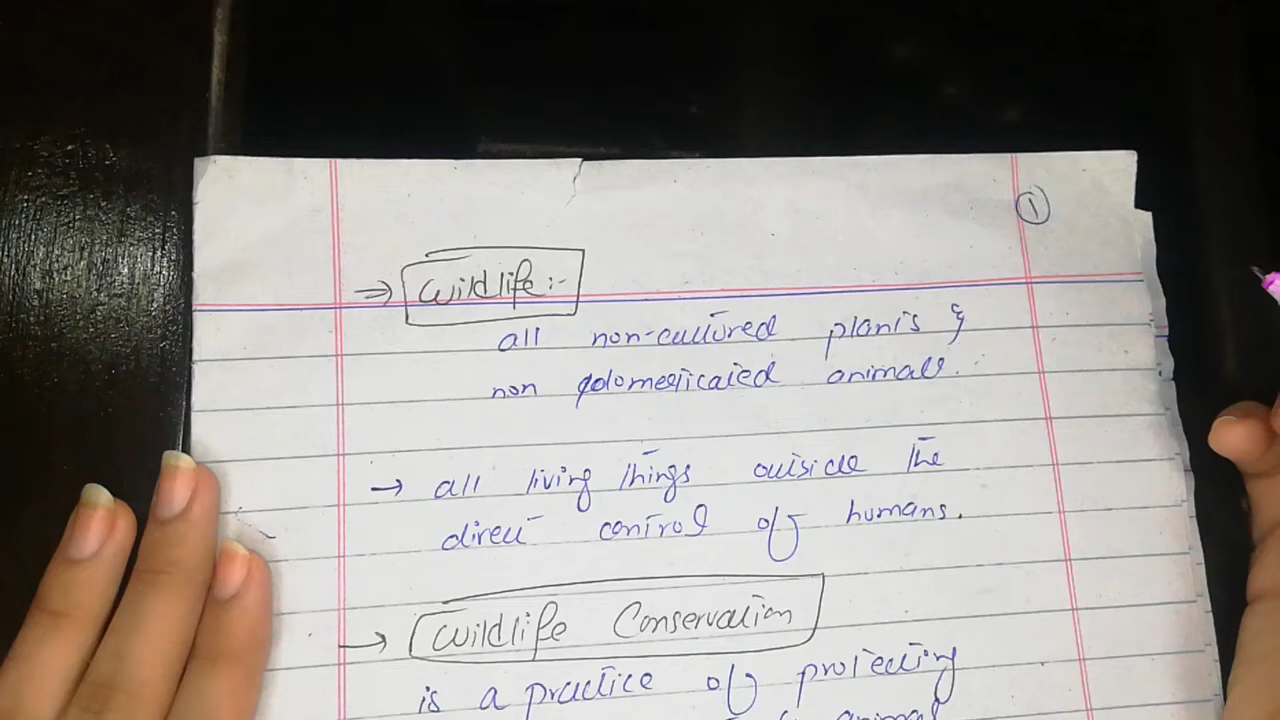 1
⇒ Wildlife:-
all non-cultured plants &
non domesticated animals.
→ all living things outside the
direct control of humans.
→ Wildlife Conservation
is a practice of protecting
animal